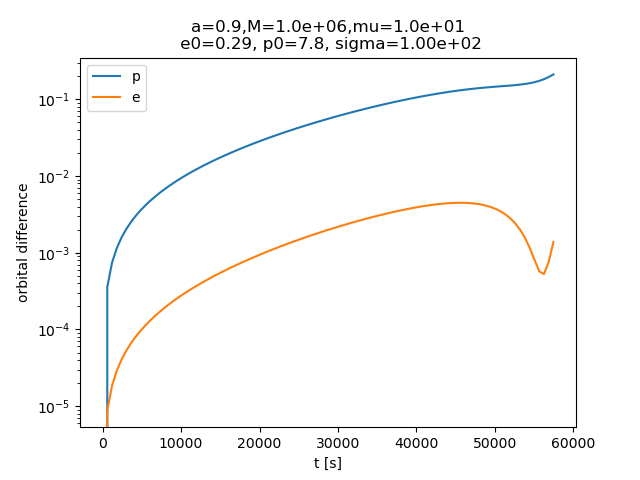 a=0.9,M=1.0e+06,mu=1.0e+01
e0=0.29, p0=7.8, sigma=1.00e+02
p
e
10⁻¹
10⁻²
10⁻³
10⁻⁴
10⁻⁵
orbital difference
0 10000 20000 30000 40000 50000 60000
t [s]